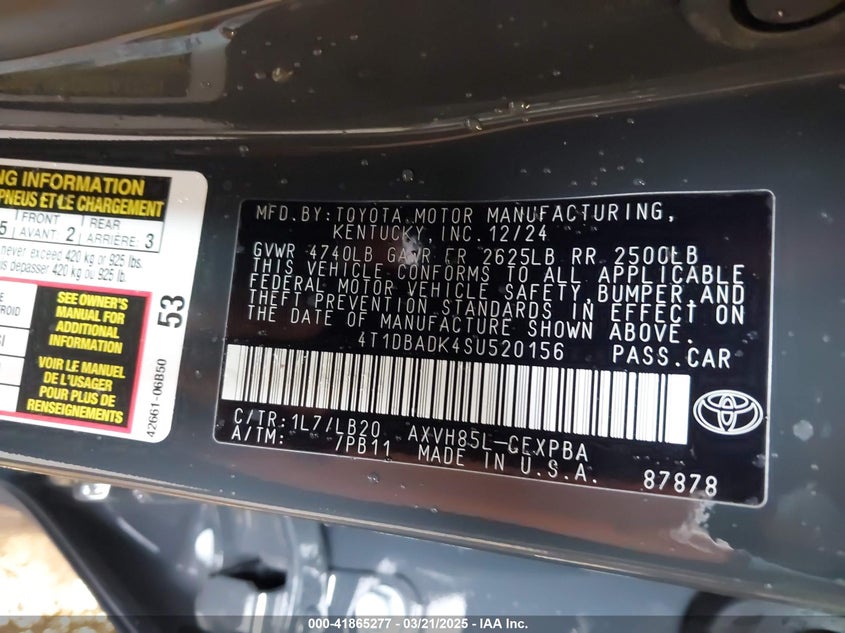 NG INFORMATION
PNEUS ET LE CHARGEMENT
5 FRONT AVANT 2 REAR ARRIÈRE 3
never exceed 420 kg or 925 lbs.
dépasser 420 kg ou 925 lb.
SEE OWNER'S
MANUAL FOR
ADDITIONAL
INFORMATION
VOIR LE MANUEL
DE L'USAGER
POUR PLUS DE
RENSEIGNEMENTS
53
42661-06B50
MFD. BY: TOYOTA MOTOR MANUFACTURING,
KENTUCKY, INC. 12/24
GVWR 4740LB GAWR FR 2625LB RR 2500LB
THIS VEHICLE CONFORMS TO ALL APPLICABLE
FEDERAL MOTOR VEHICLE SAFETY, BUMPER, AND
THEFT PREVENTION STANDARDS IN EFFECT ON
THE DATE OF MANUFACTURE SHOWN ABOVE.
4T1DBADK4SU520156 PASS.CAR
C/TR: 1L7/LB20 AXVH85L-CEXPBA
A/TM: /PB11 MADE IN U.S.A.
87878
000-41865277 - 03/21/2025 - IAA Inc.